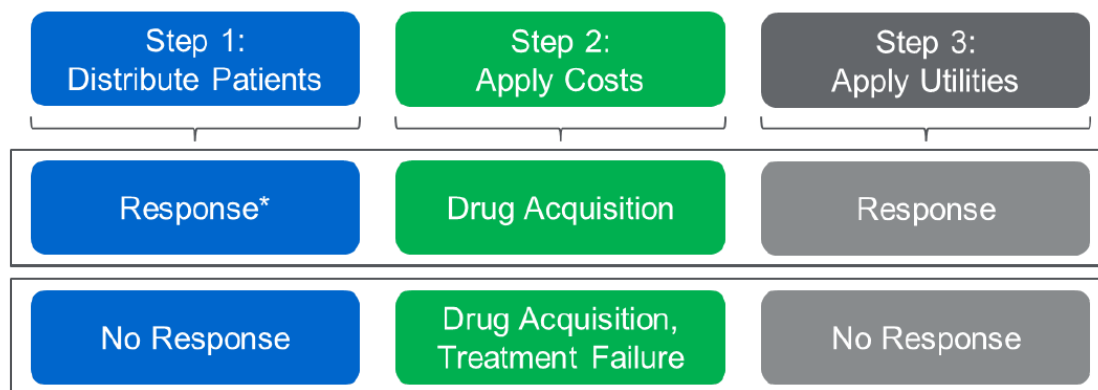 Step 1:
Distribute Patients
Step 2:
Apply Costs
Step 3:
Apply Utilities
Response*
Drug Acquisition
Response
No Response
Drug Acquisition,
Treatment Failure
No Response